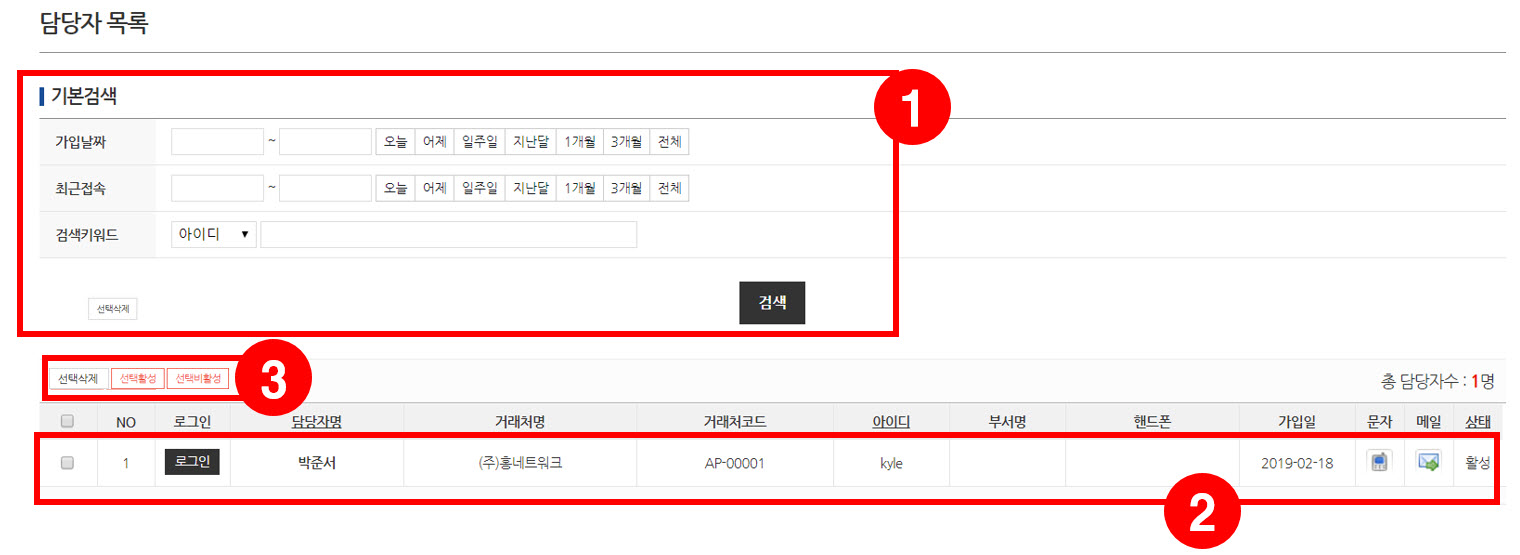 담당자 목록
기본검색
1
가입날짜 ~ 오늘 어제 일주일 지난달 1개월 3개월 전체
최근접속 ~ 오늘 어제 일주일 지난달 1개월 3개월 전체
검색키워드 아이디 ▼
선택삭제 검색
선택삭제 선택활성 선택비활성 3 총 담당자수 : 1명
NO 로그인 담당자명 거래처명 거래처코드 아이디 부서명 핸드폰 가입일 문자 메일 상태
1 로그인 박준서 (주)홍네트워크 AP-00001 kyle 2019-02-18 활성
2